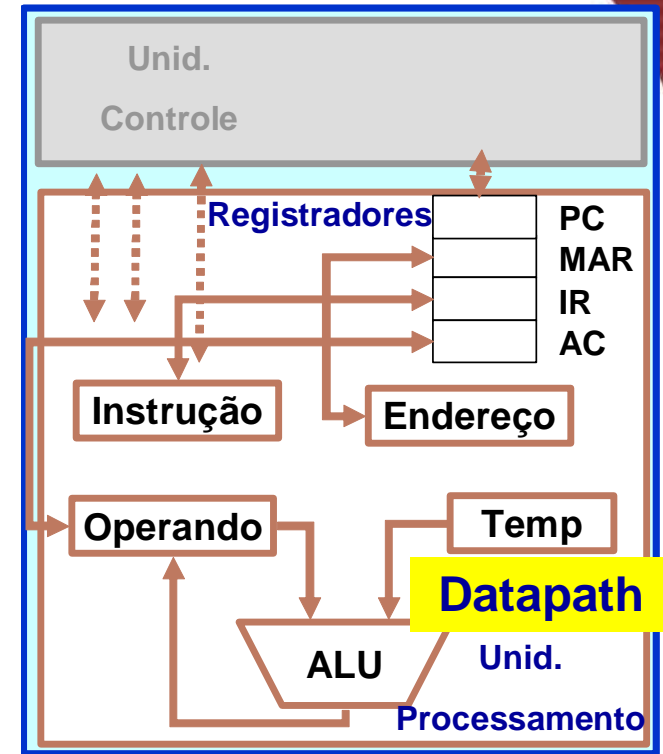 Unid.
Controle
Registradores
PC
MAR
IR
AC
Instrução
Endereço
Operando
Temp
Datapath
ALU
Unid.
Processamento